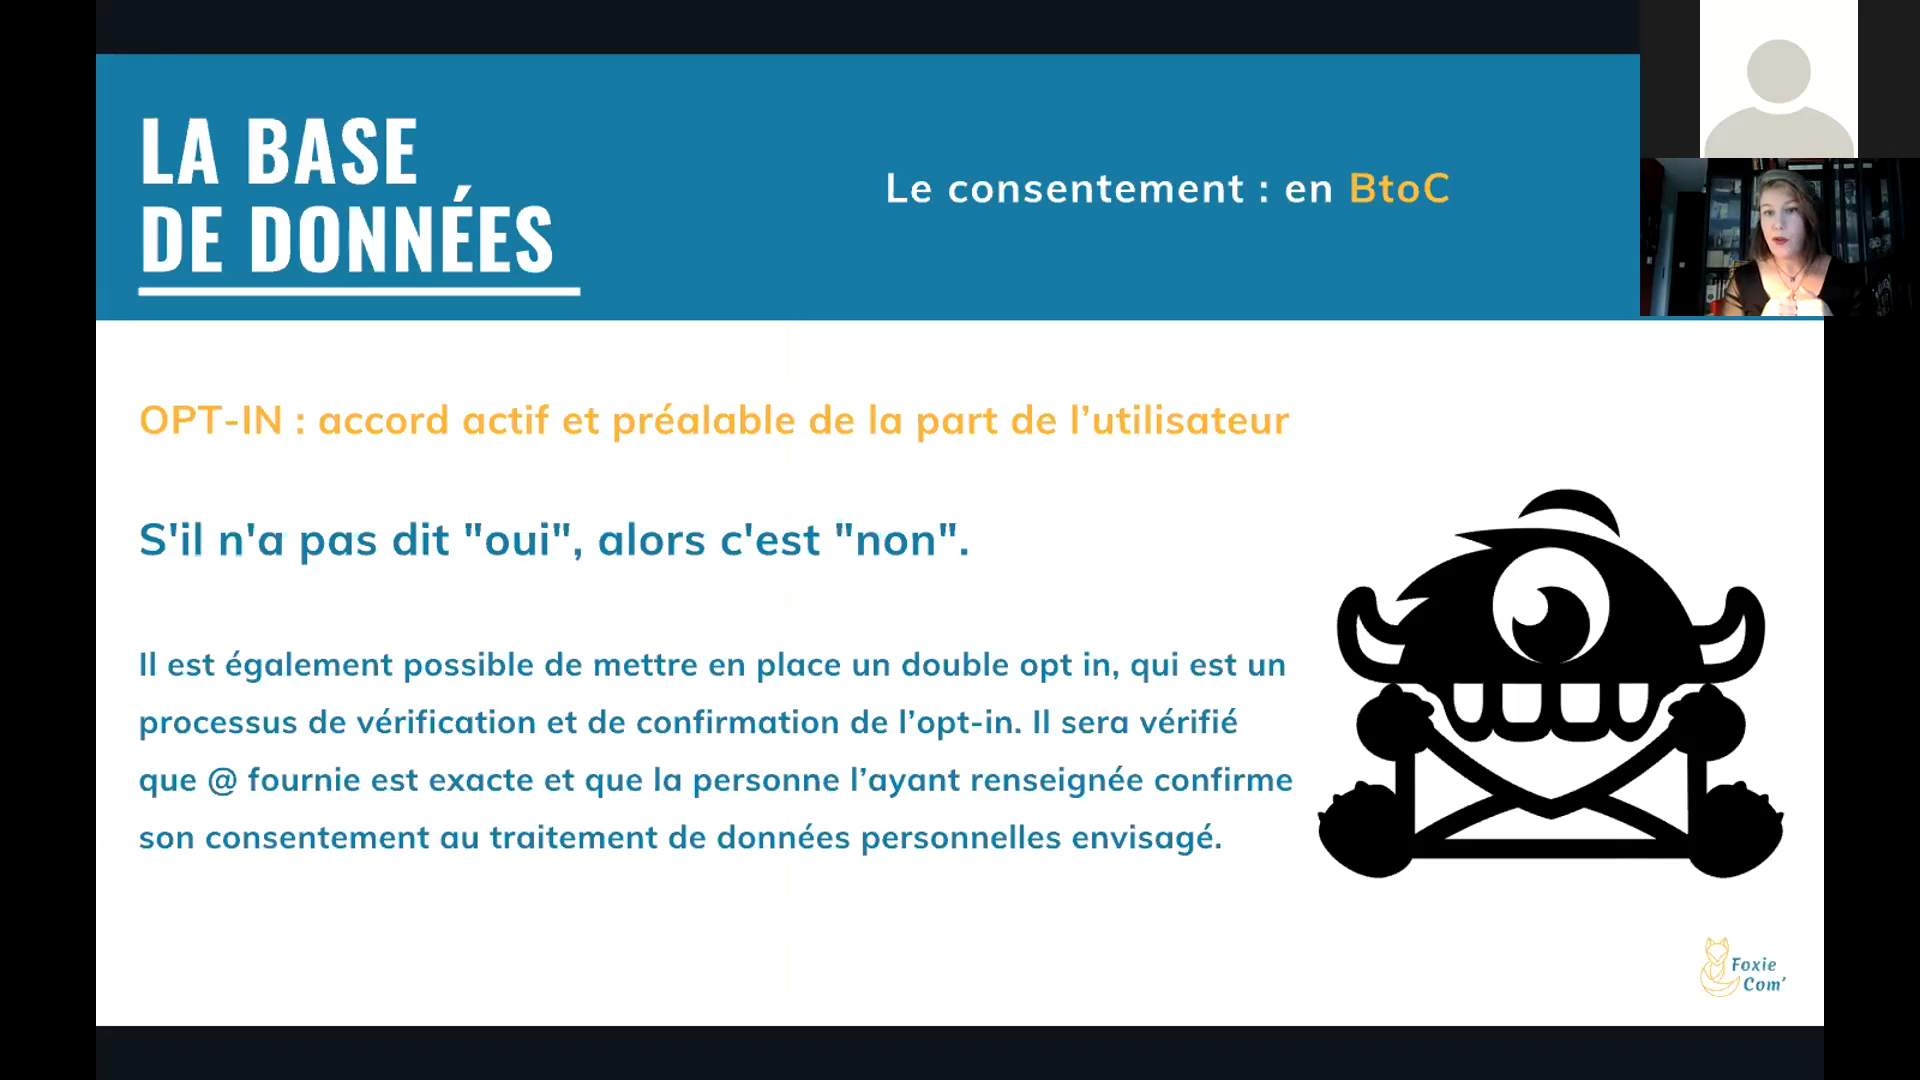 LA BASE
DE DONNÉES
Le consentement : en BtoC
OPT-IN : accord actif et préalable de la part de l’utilisateur
S'il n'a pas dit "oui", alors c'est "non".
Il est également possible de mettre en place un double opt in, qui est un
processus de vérification et de confirmation de l’opt-in. Il sera vérifié
que @ fournie est exacte et que la personne l’ayant renseignée confirme
son consentement au traitement de données personnelles envisagé.
Foxie
Com’